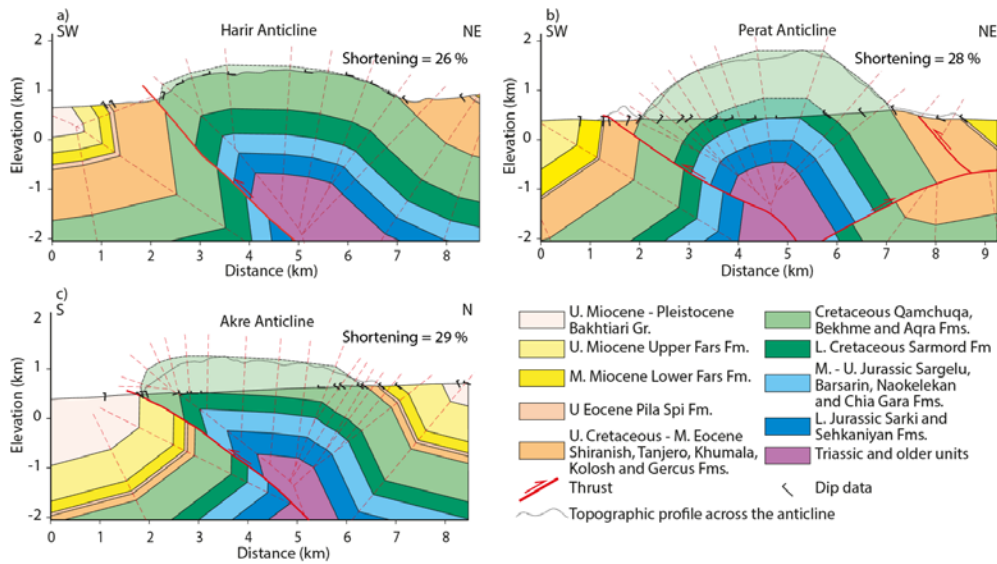 a)
SW
Harir Anticline
NE
Shortening = 26 %
Elevation (km)
2
1
0
-1
-2
0 1 2 3 4 5 6 7 8
Distance (km)
b)
SW
Perat Anticline
NE
Shortening = 28 %
Elevation (km)
2
1
0
-1
-2
0 1 2 3 4 5 6 7 8 9
Distance (km)
c)
S
Akre Anticline
N
Shortening = 29 %
Elevation (km)
2
1
0
-1
-2
0 1 2 3 4 5 6 7 8
Distance (km)
U. Miocene - Pleistocene
Bakhtiari Gr.
U. Miocene Upper Fars Fm.
M. Miocene Lower Fars Fm.
U Eocene Pila Spi Fm.
U. Cretaceous - M. Eocene
Shiranish, Tanjero, Khumala,
Kolosh and Gercus Fms.
Thrust
Topographic profile across the anticline
Cretaceous Qamchuqa,
Bekhme and Aqra Fms.
L. Cretaceous Sarmord Fm
M. - U. Jurassic Sargelu,
Barsarin, Naokelekan
and Chia Gara Fms.
L. Jurassic Sarki and
Sehkaniyan Fms.
Triassic and older units
Dip data